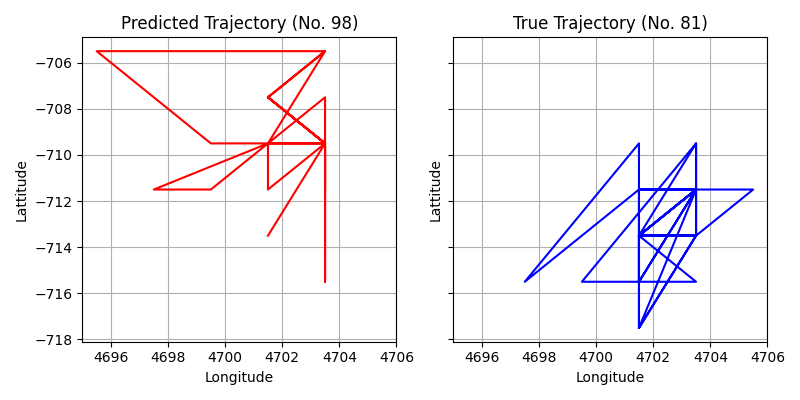 Predicted Trajectory (No. 98)
True Trajectory (No. 81)
−706
−708
−710
−712
−714
−716
−718
Lattitude
Lattitude
4696 4698 4700 4702 4704 4706
4696 4698 4700 4702 4704 4706
Longitude
Longitude